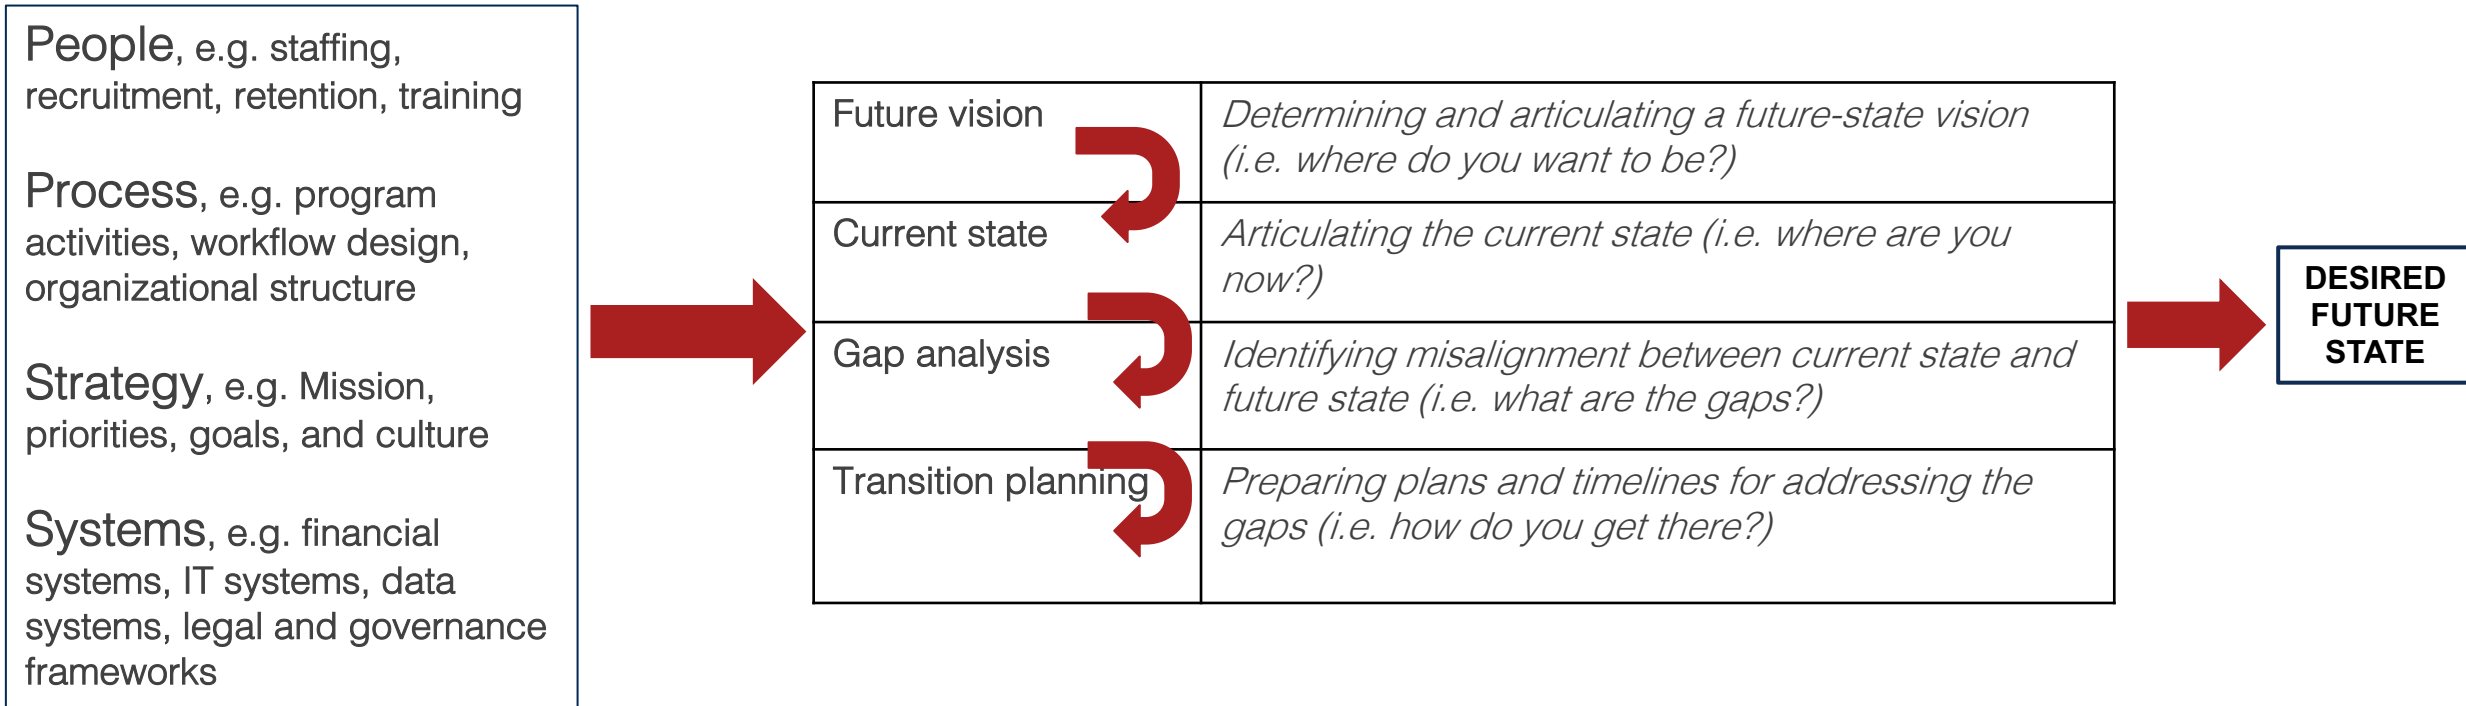 People, e.g. staffing,
recruitment, retention, training
Process, e.g. program
activities, workflow design,
organizational structure
Strategy, e.g. Mission,
priorities, goals, and culture
Systems, e.g. financial
systems, IT systems, data
systems, legal and governance
frameworks
Future vision
Determining and articulating a future-state vision
(i.e. where do you want to be?)
Current state
Articulating the current state (i.e. where are you
now?)
Gap analysis
Identifying misalignment between current state and
future state (i.e. what are the gaps?)
Transition planning
Preparing plans and timelines for addressing the
gaps (i.e. how do you get there?)
DESIRED
FUTURE
STATE